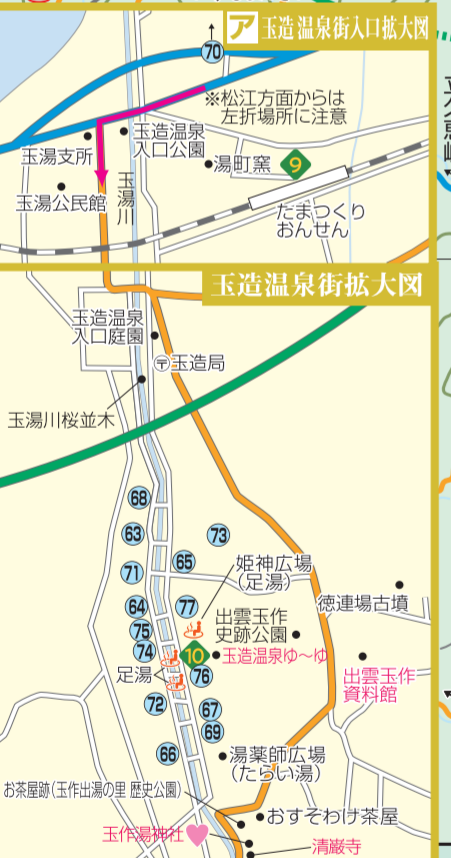 ア 玉造温泉街入口拡大図
70
※松江方面からは
左折場所に注意
玉造温泉
入口公園
玉湯支所
湯町窯
9
玉湯川
玉湯公民館
たまつくり
おんせん
玉造温泉街拡大図
玉造温泉
入口庭園
〒玉造局
玉湯川桜並木
68
63
73
65
71
姫神広場
(足湯)
徳連場古墳
64
77
出雲玉作
史跡公園
75
74
10
玉造温泉ゆ〜ゆ
足湯
76
出雲玉作
資料館
72
67
69
66
湯薬師広場
(たらい湯)
お茶屋跡(玉作出湯の里 歴史公園)
おすそわけ茶屋
玉作湯神社
清巌寺